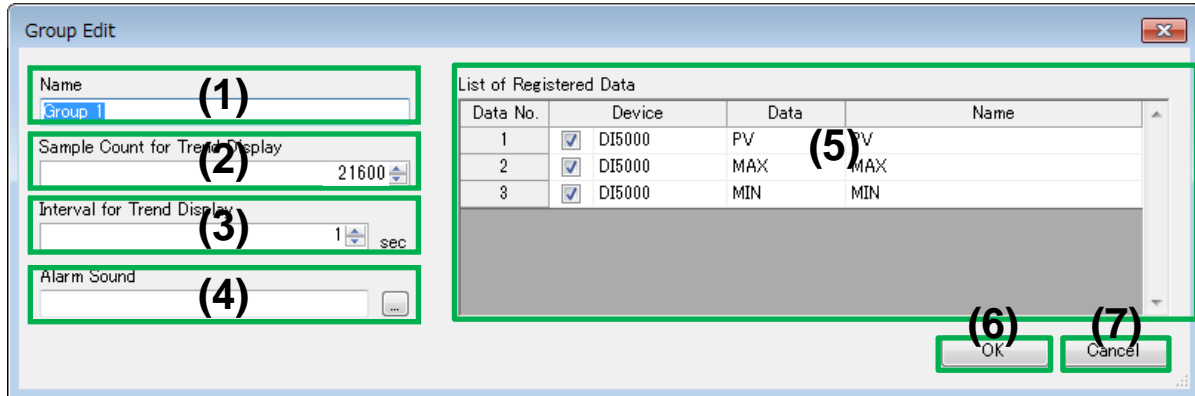 Group Edit
Name
(1)
Group 1
Sample Count for Trend Display
(2)
21600
Interval for Trend Display
(3)
1 sec
Alarm Sound
(4)
...
List of Registered Data
Data No. Device Data Name
1 DI5000 PV PV
2 DI5000 MAX MAX
3 DI5000 MIN MIN
(5)
(6) (7)
OK Cancel